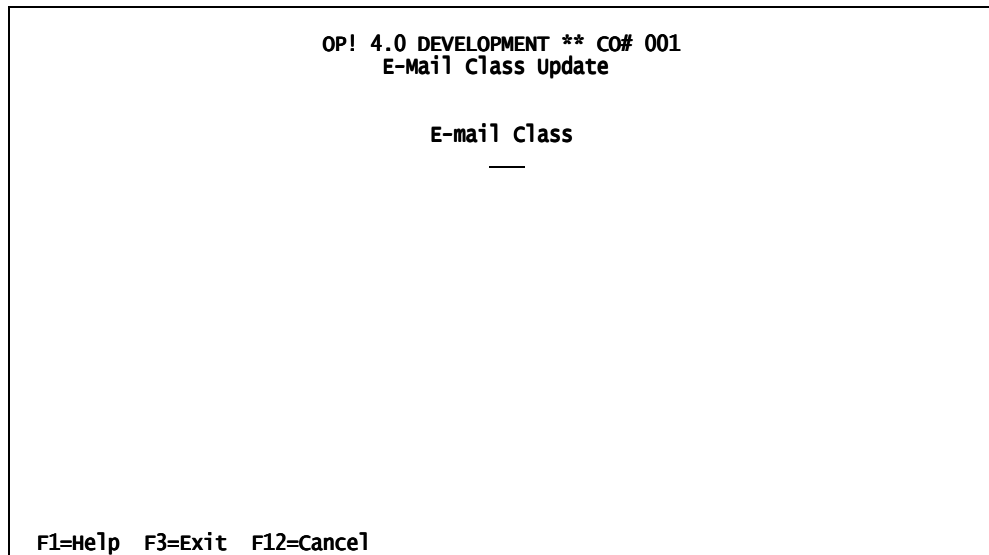 OP! 4.0 DEVELOPMENT ** CO# 001
E-Mail Class Update
E-mail Class
F1=Help F3=Exit F12=Cancel